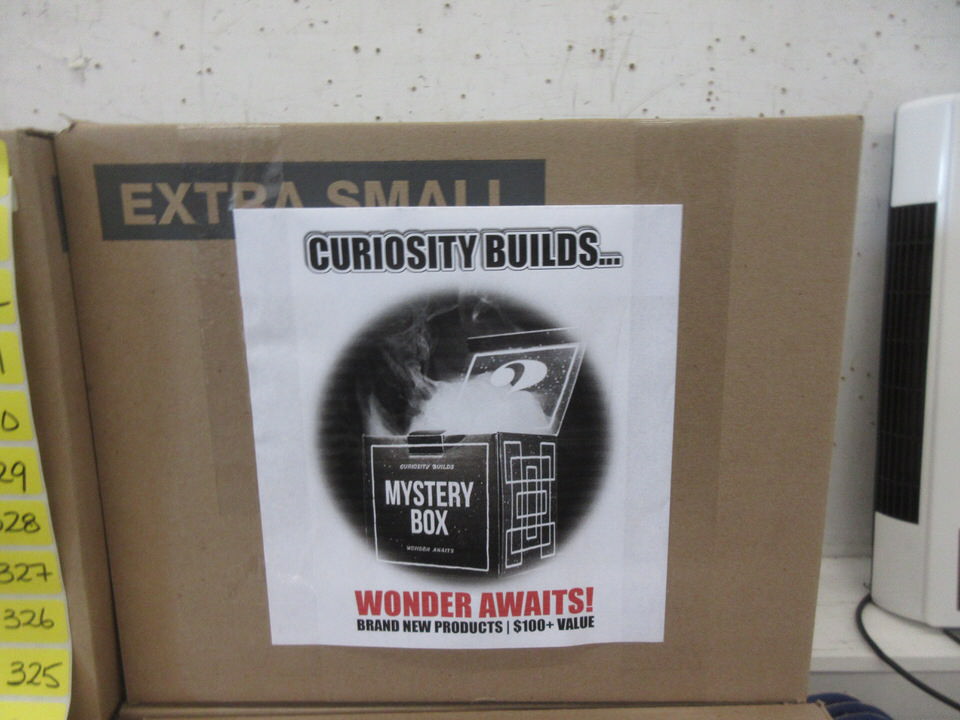 EXTRA SMALL
CURIOSITY BUILDS...
CURIOSITY BUILDS
MYSTERY
BOX
WONDER AWAITS
WONDER AWAITS!
BRAND NEW PRODUCTS | $100+ VALUE
29
328
327
326
325